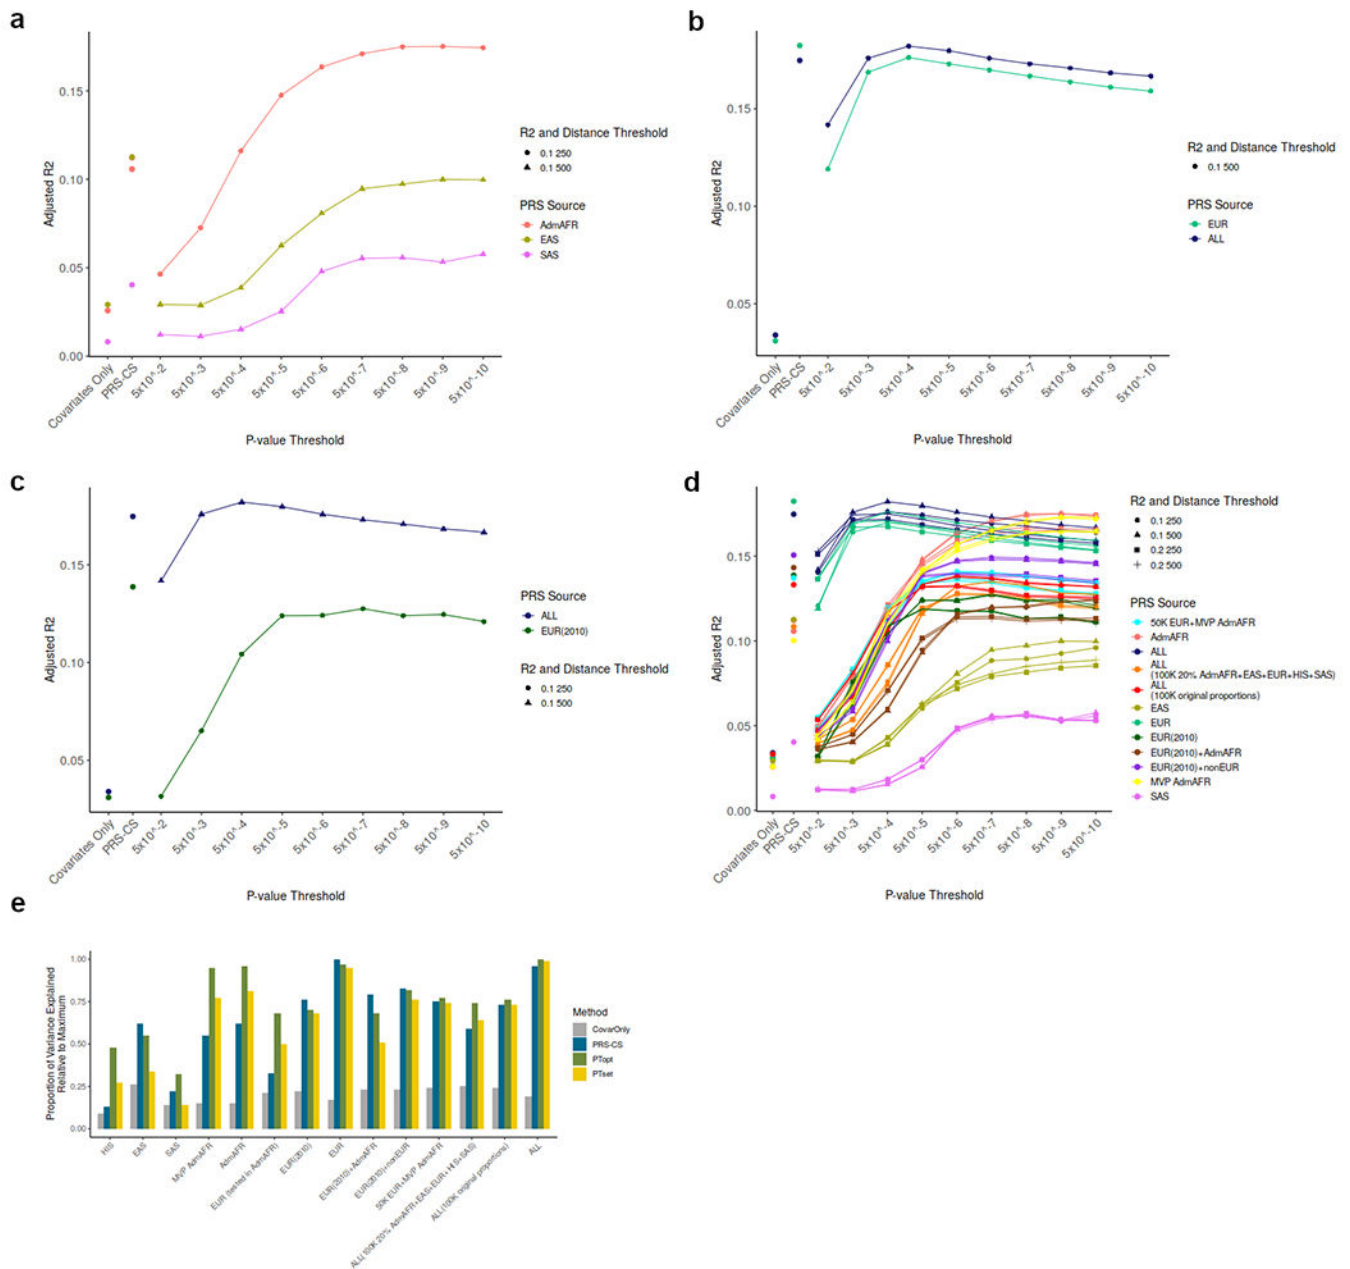 a
Adjusted R2
0.15
0.10
0.05
0.00
Covariates Only
PRS-CS
5x10^-2
5x10^-3
5x10^-4
5x10^-5
5x10^-6
5x10^-7
5x10^-8
5x10^-9
5x10^-10
P-value Threshold
R2 and Distance Threshold
0.1 250
0.1 500
PRS Source
AdmAFR
EAS
SAS
b
Adjusted R2
0.15
0.10
0.05
Covariates Only
PRS-CS
5x10^-2
5x10^-3
5x10^-4
5x10^-5
5x10^-6
5x10^-7
5x10^-8
5x10^-9
5x10^-10
P-value Threshold
R2 and Distance Threshold
0.1 500
PRS Source
EUR
ALL
c
Adjusted R2
0.15
0.10
0.05
Covariates Only
PRS-CS
5x10^-2
5x10^-3
5x10^-4
5x10^-5
5x10^-6
5x10^-7
5x10^-8
5x10^-9
5x10^-10
P-value Threshold
PRS Source
ALL
EUR(2010)
R2 and Distance Threshold
0.1 250
0.1 500
d
Adjusted R2
0.15
0.10
0.05
0.00
Covariates Only
PRS-CS
5x10^-2
5x10^-3
5x10^-4
5x10^-5
5x10^-6
5x10^-7
5x10^-8
5x10^-9
5x10^-10
P-value Threshold
R2 and Distance Threshold
0.1 250
0.1 500
0.2 250
0.2 500
PRS Source
50K EUR+MVP AdmAFR
AdmAFR
ALL
ALL
(100K 20% AdmAFR+EAS+EUR+HIS+SAS)
ALL
(100K original proportions)
EAS
EUR
EUR(2010)
EUR(2010)+AdmAFR
EUR(2010)+nonEUR
MVP AdmAFR
SAS
e
Proportion of Variance Explained
Relative to Maximum
1.00
0.75
0.50
0.25
0.00
HIS
EAS
SAS
MVP AdmAFR
AdmAFR
EUR (tested in AdmAFR)
EUR(2010)
EUR
EUR(2010)+AdmAFR
EUR(2010)+nonEUR
50K EUR+MVP AdmAFR
ALL(100K 20% AdmAFR+EAS+EUR+HIS+SAS)
ALL(100K original proportions)
ALL
Method
CovarOnly
PRS-CS
PTopt
PTset